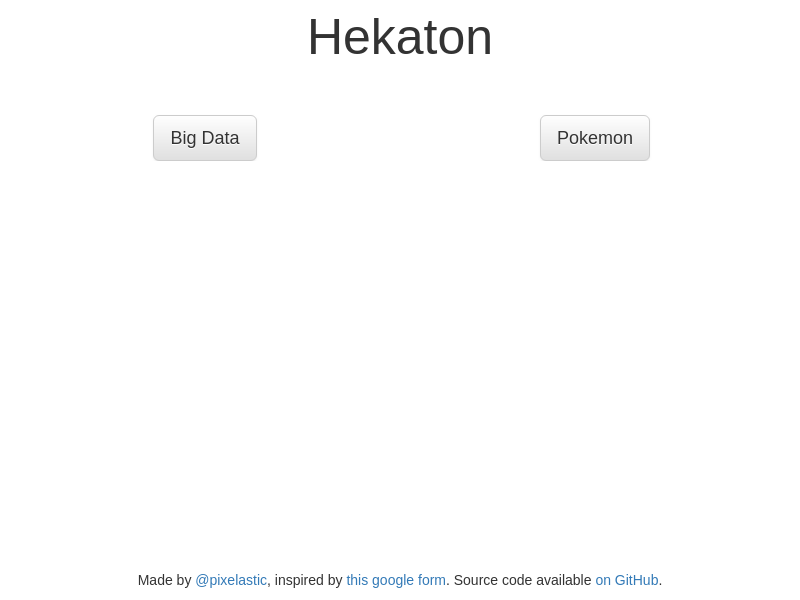 Hekaton
Big Data
Pokemon
Made by @pixelastic, inspired by this google form. Source code available on GitHub.